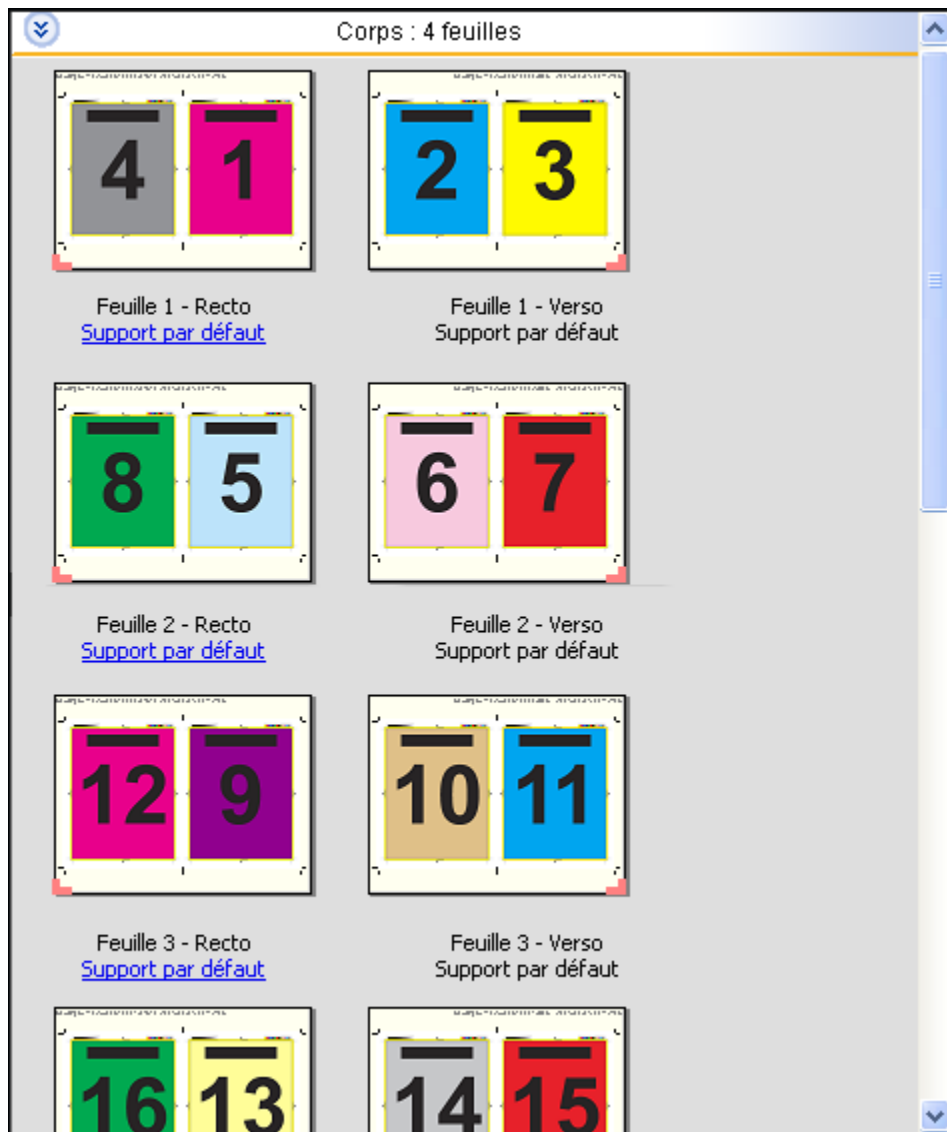 Corps : 4 feuilles
4 1 2 3
Feuille 1 - Recto Feuille 1 - Verso
Support par défaut Support par défaut
8 5 6 7
Feuille 2 - Recto Feuille 2 - Verso
Support par défaut Support par défaut
12 9 10 11
Feuille 3 - Recto Feuille 3 - Verso
Support par défaut Support par défaut
16 13 14 15